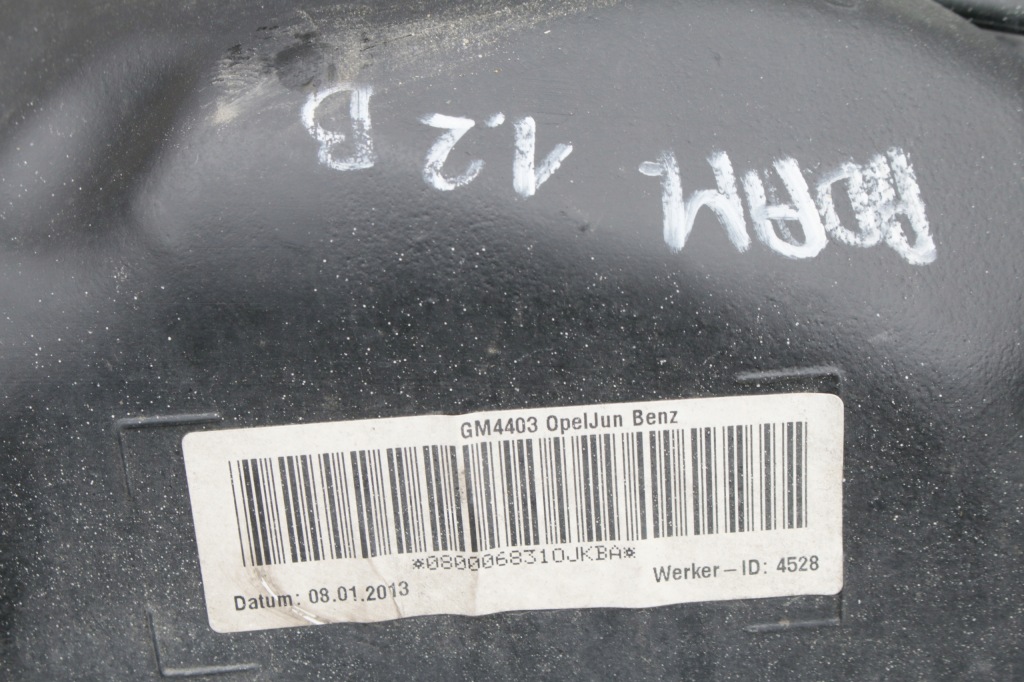 ADAM 1.2 B
GM4403 OpelJun Benz
*0800068310JKBA*
Datum: 08.01.2013
Werker-ID: 4528